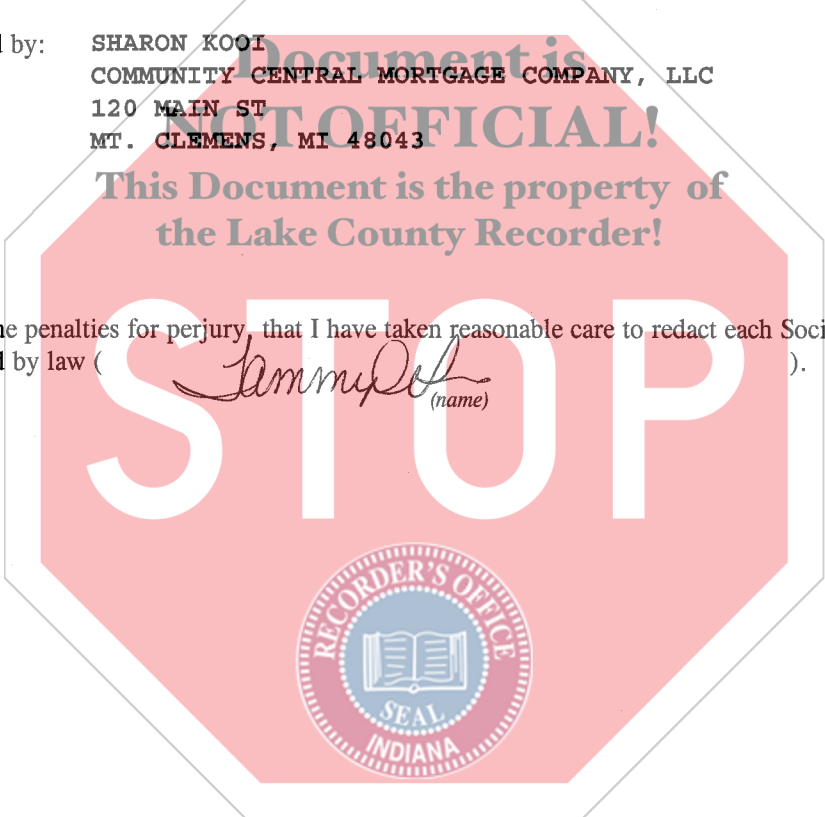 d by: SHARON KOOI
COMMUNITY CENTRAL MORTGAGE COMPANY, LLC
120 MAIN ST
MT. CLEMENS, MI 48043
Document is
NOT OFFICIAL!
This Document is the property of
the Lake County Recorder!
ne penalties for perjury, that I have taken reasonable care to redact each Soci
d by law ( Tammy ).
(name)
STOP
RECORDER'S OFFICE
SEAL
INDIANA